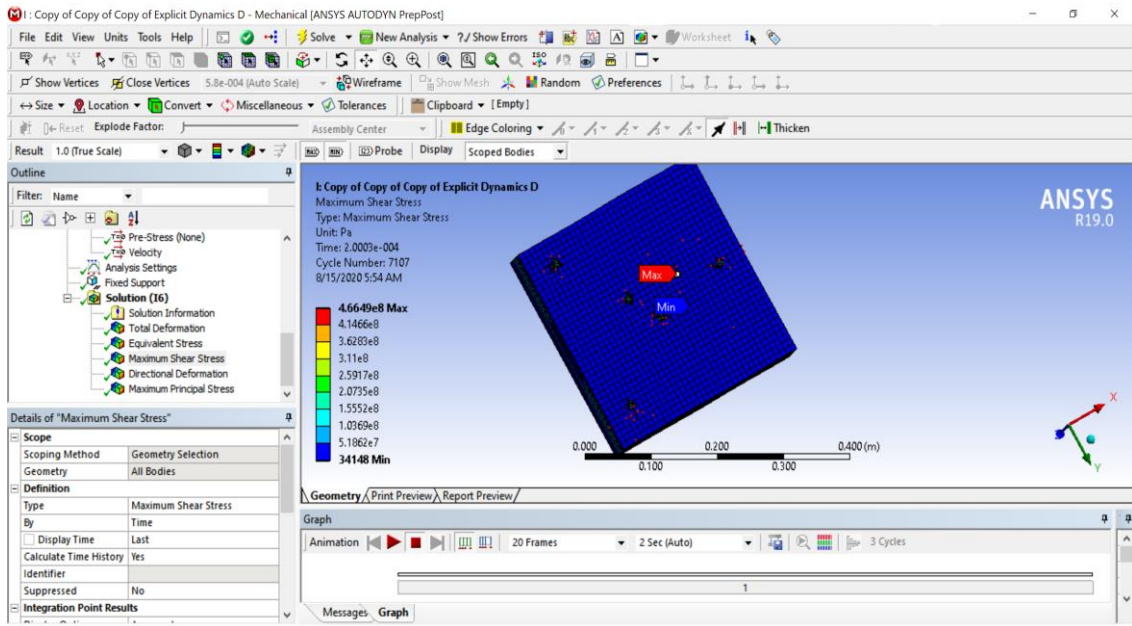 I : Copy of Copy of Copy of Explicit Dynamics D - Mechanical [ANSYS AUTODYN PrepPost]
File Edit View Units Tools Help Solve New Analysis ?/ Show Errors Worksheet
Show Vertices Close Vertices 5.8e-004 (Auto Scale) Wireframe Show Mesh Random Preferences
Size Location Convert Miscellaneous Tolerances Clipboard [Empty]
Reset Explode Factor: Assembly Center Edge Coloring Thicken
Result 1.0 (True Scale) MAX MIN Probe Display Scoped Bodies
Outline
Filter: Name
Pre-Stress (None)
Velocity
Analysis Settings
Fixed Support
Solution (I6)
Solution Information
Total Deformation
Equivalent Stress
Maximum Shear Stress
Directional Deformation
Maximum Principal Stress
Details of "Maximum Shear Stress"
Scope
Scoping Method Geometry Selection
Geometry All Bodies
Definition
Type Maximum Shear Stress
By Time
Display Time Last
Calculate Time History Yes
Identifier
Suppressed No
Integration Point Results
I: Copy of Copy of Copy of Explicit Dynamics D
Maximum Shear Stress
Type: Maximum Shear Stress
Unit: Pa
Time: 2.0003e-004
Cycle Number: 7107
8/15/2020 5:54 AM
4.6649e8 Max
4.1466e8
3.6283e8
3.11e8
2.5917e8
2.0735e8
1.5552e8
1.0369e8
5.1862e7
34148 Min
Max
Min
ANSYS
R19.0
0.000 0.200 0.400 (m)
0.100 0.300
X
Y
Geometry Print Preview Report Preview
Graph
Animation 20 Frames 2 Sec (Auto) 3 Cycles
1
Messages Graph